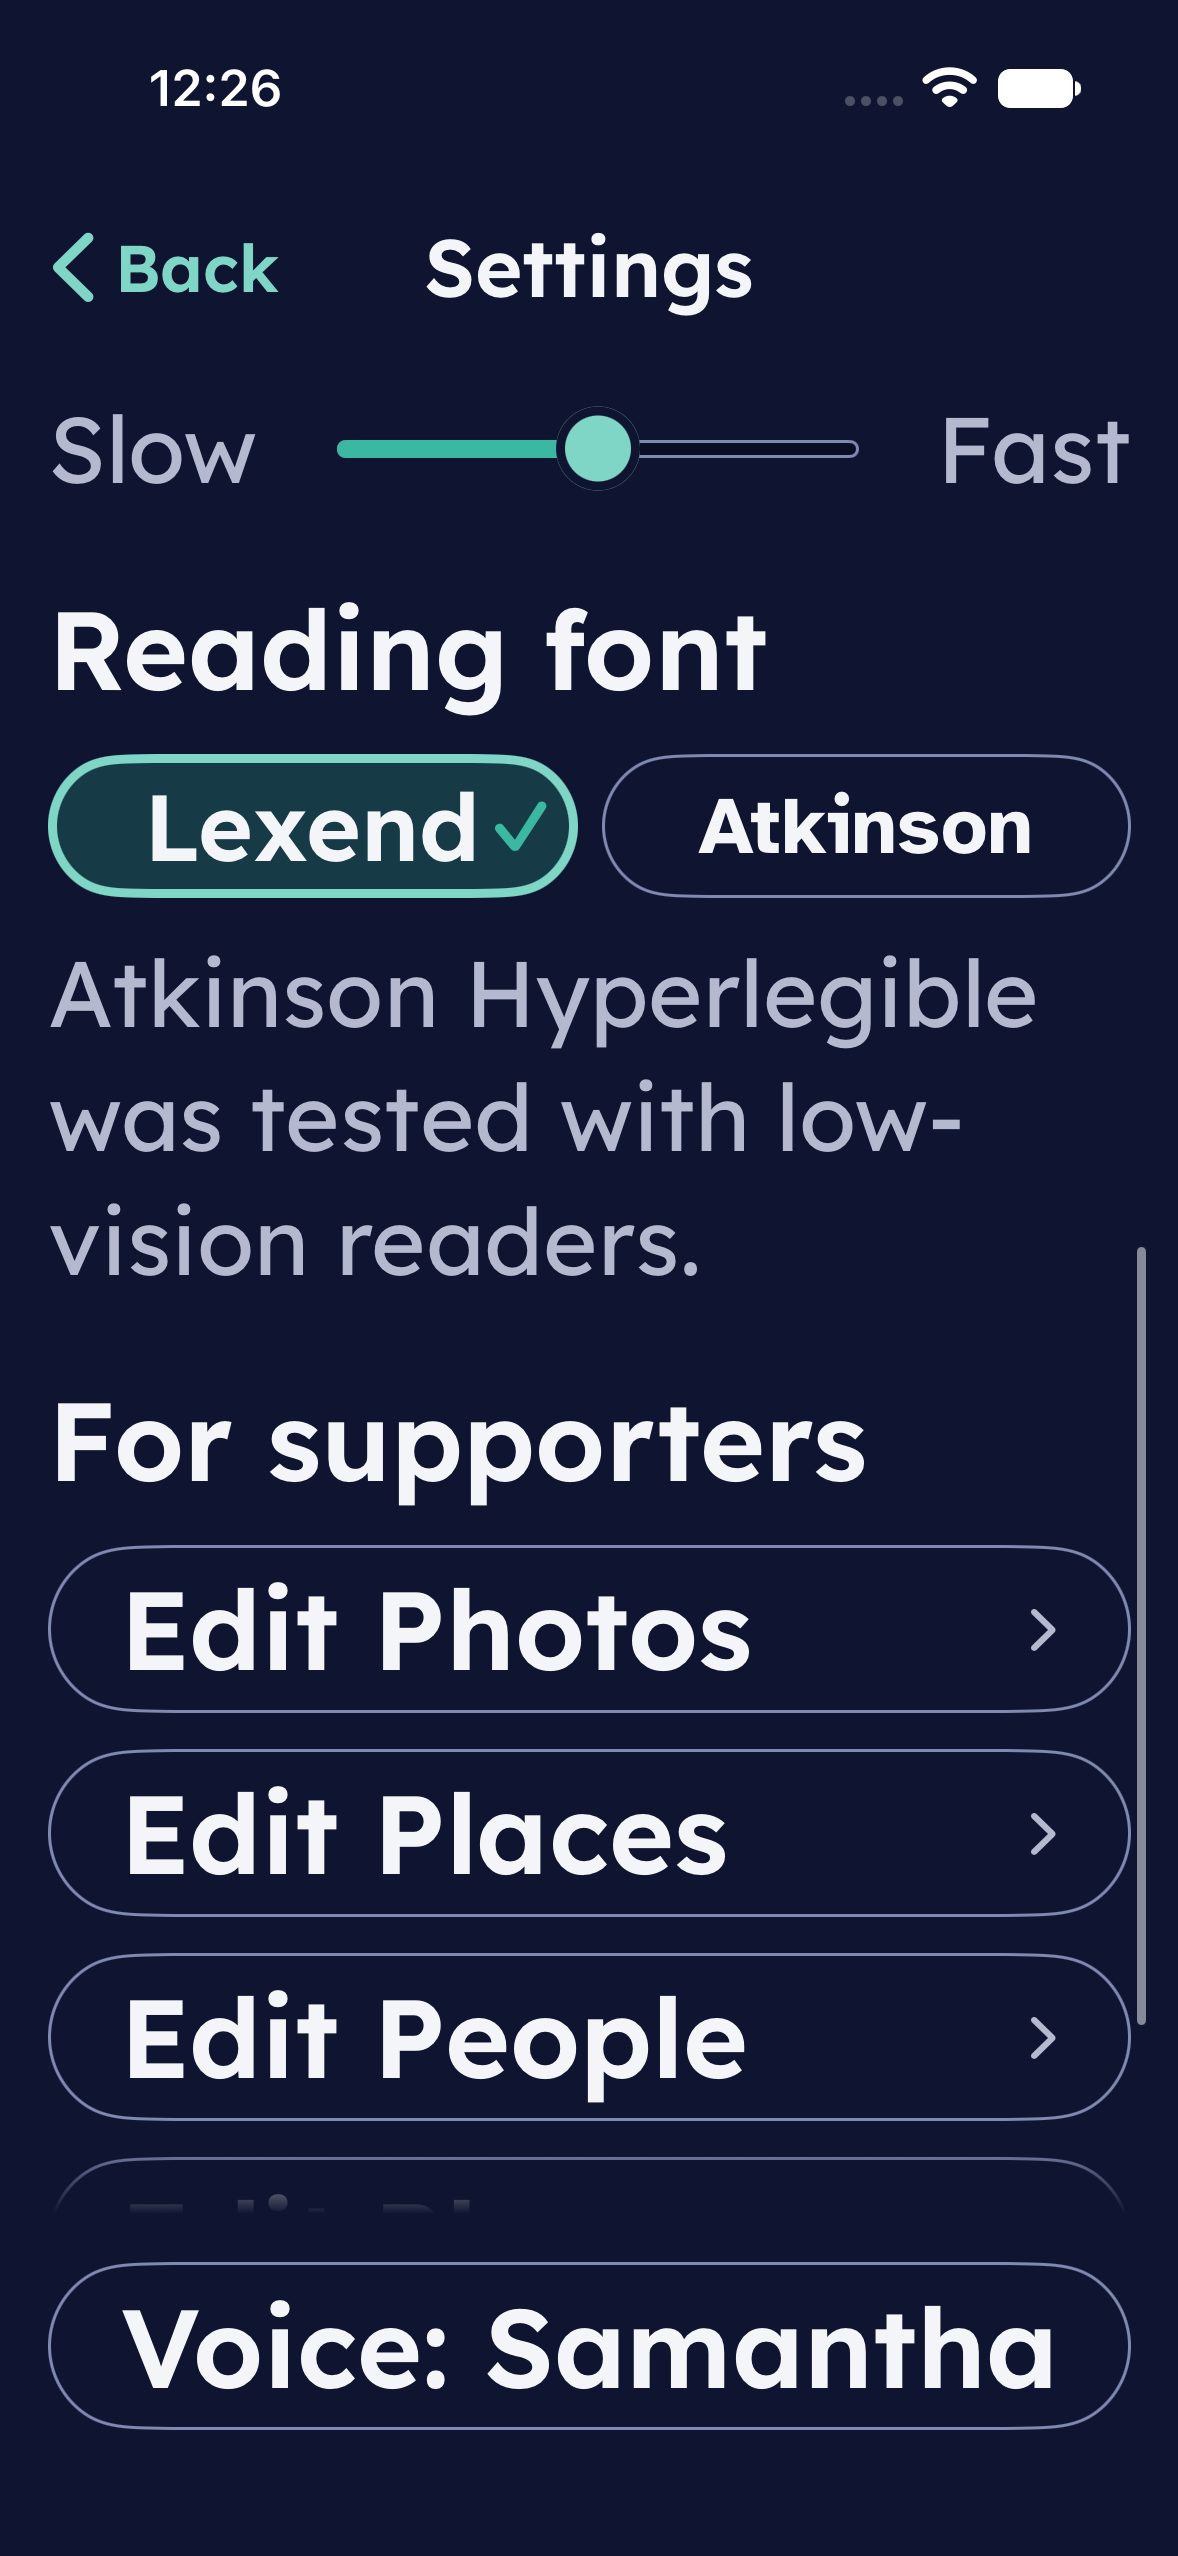 12:26
Back
Settings
Slow
Fast
Reading font
Lexend
Atkinson
Atkinson Hyperlegible
was tested with low-
vision readers.
For supporters
Edit Photos
Edit Places
Edit People
Voice: Samantha